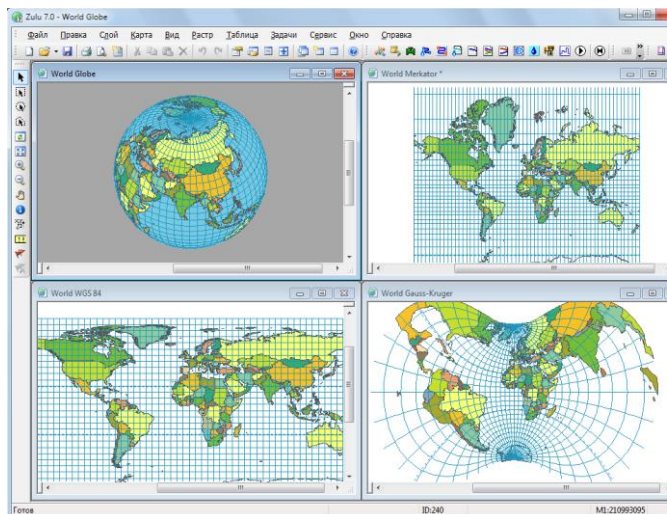 Zulu 7.0 - World Globe
Файл Правка Слой Карта Вид Растр Таблица Задачи Сервис Окно Справка
World Globe
World Merkator *
World WGS 84
World Gauss-Kruger
Готов ID:240 M1:210993095